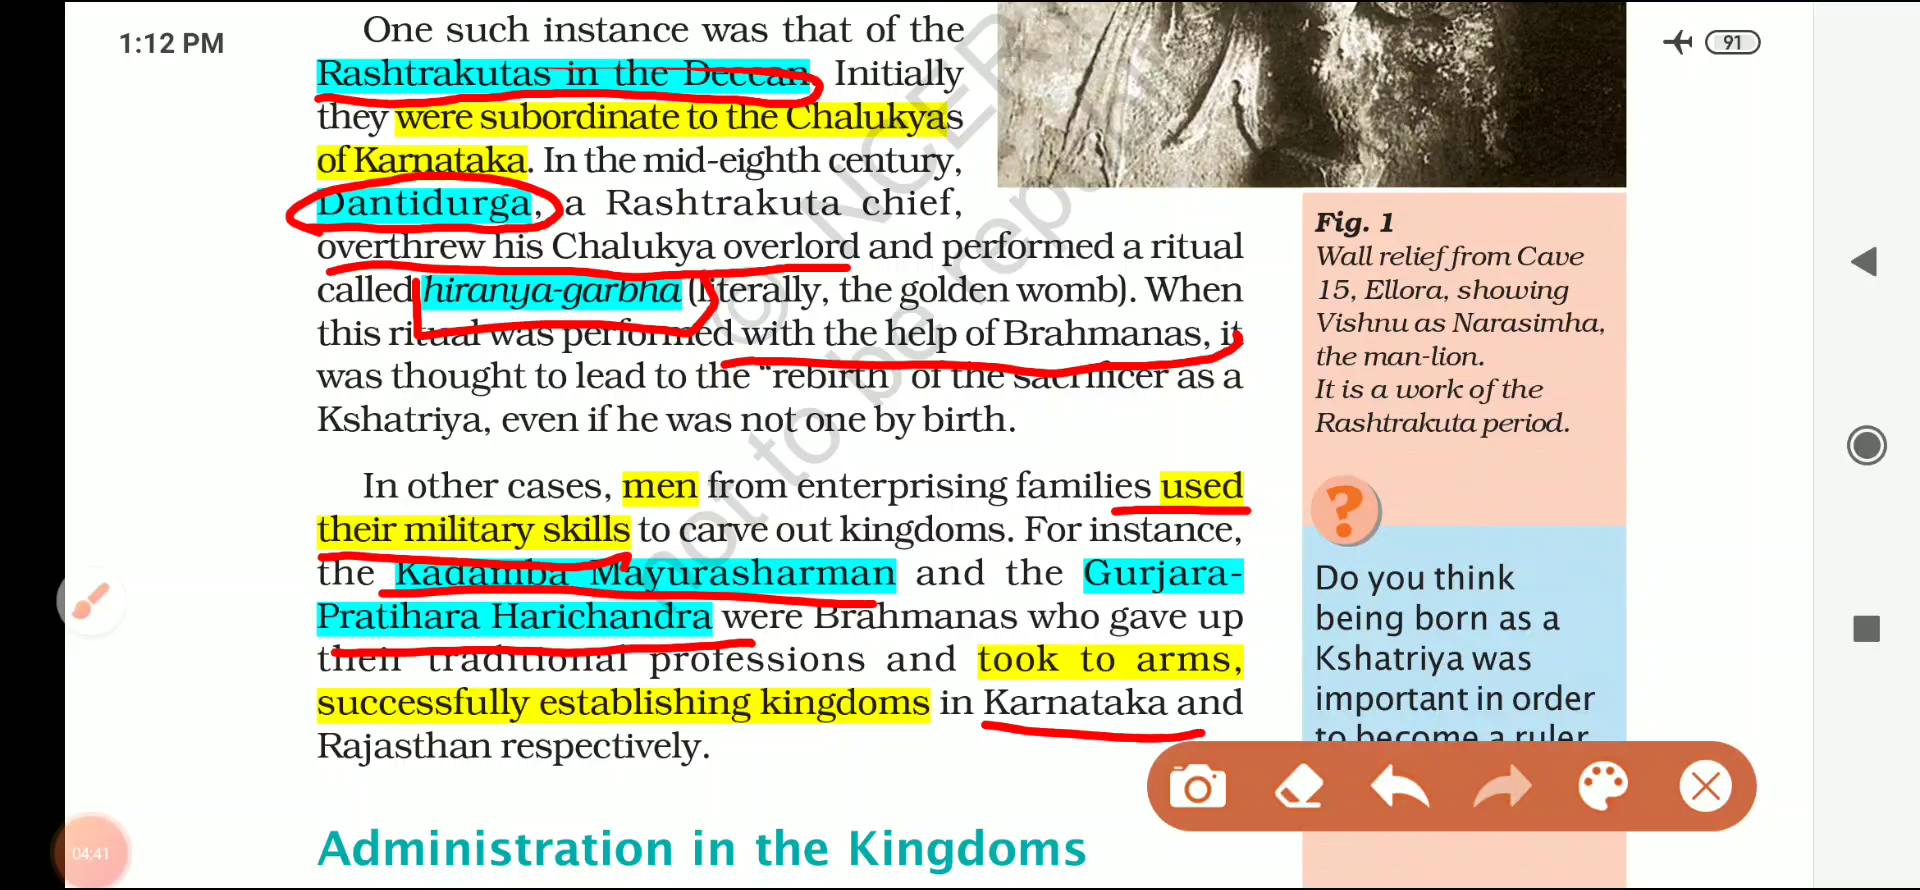 1:12 PM
91
One such instance was that of the
Rashtrakutas in the Deccan. Initially
they were subordinate to the Chalukyas
of Karnataka. In the mid-eighth century,
Dantidurga, a Rashtrakuta chief,
overthrew his Chalukya overlord and performed a ritual
called hiranya-garbha (literally, the golden womb). When
this ritual was performed with the help of Brahmanas, it
was thought to lead to the “rebirth” of the sacrificer as a
Kshatriya, even if he was not one by birth.
In other cases, men from enterprising families used
their military skills to carve out kingdoms. For instance,
the Kadamba Mayurasharman and the Gurjara-
Pratihara Harichandra were Brahmanas who gave up
their traditional professions and took to arms,
successfully establishing kingdoms in Karnataka and
Rajasthan respectively.
Administration in the Kingdoms
Fig. 1
Wall relief from Cave
15, Ellora, showing
Vishnu as Narasimha,
the man-lion.
It is a work of the
Rashtrakuta period.
?
Do you think
being born as a
Kshatriya was
important in order
to become a ruler
© NCERT
not to be republished
04:41